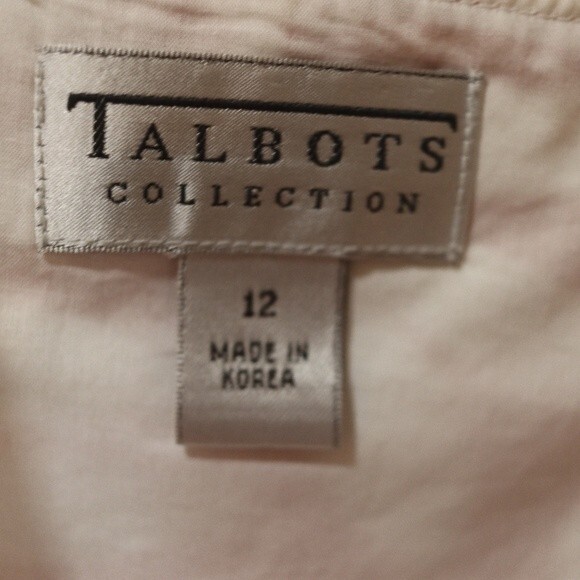 TALBOTS
COLLECTION
12
MADE IN
KOREA